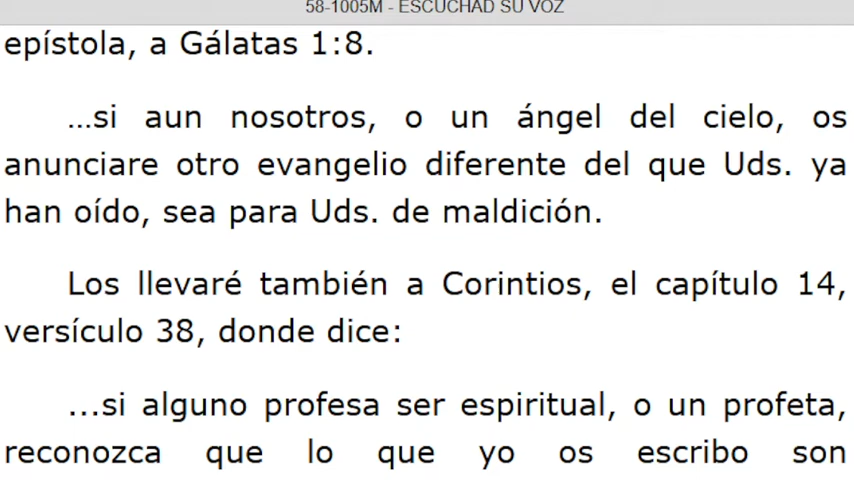 58-1005M - ESCUCHAD SU VOZ
epístola, a Gálatas 1:8.
…si aun nosotros, o un ángel del cielo, os
anunciare otro evangelio diferente del que Uds. ya
han oído, sea para Uds. de maldición.
Los llevaré también a Corintios, el capítulo 14,
versículo 38, donde dice:
...si alguno profesa ser espiritual, o un profeta,
reconozca que lo que yo os escribo son